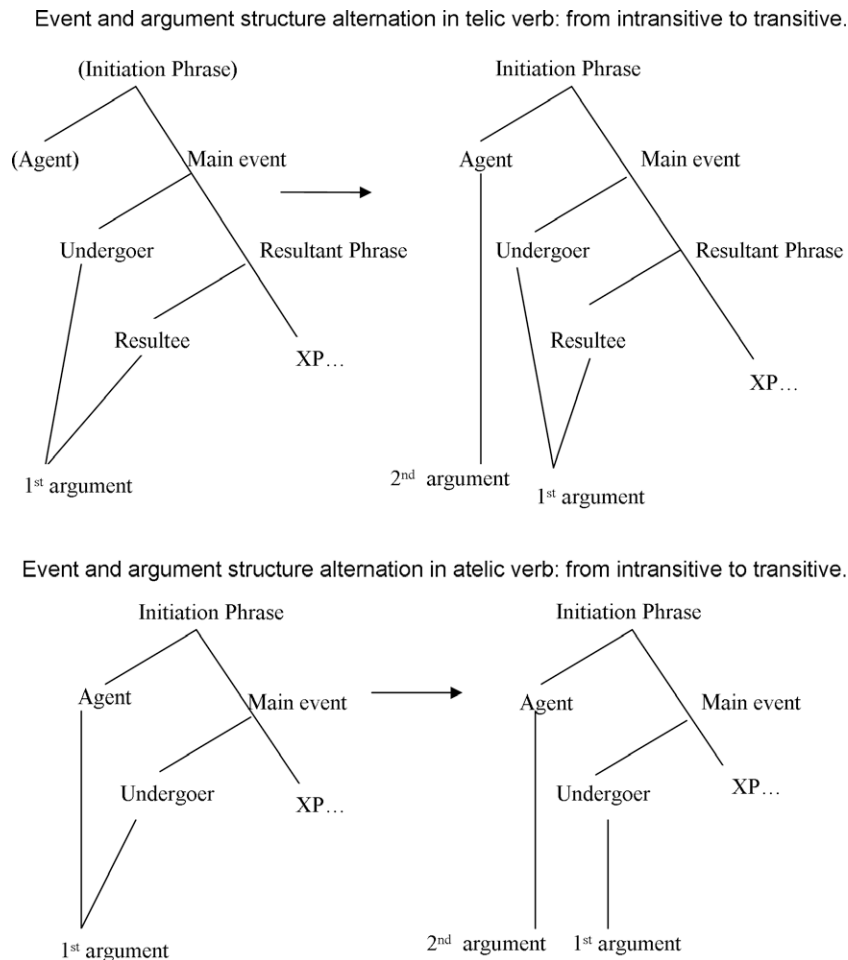 Event and argument structure alternation in telic verb: from intransitive to transitive.
(Initiation Phrase)
Initiation Phrase
(Agent)
Main event
Agent
Main event
Undergoer
Resultant Phrase
Undergoer
Resultant Phrase
Resultee
XP…
Resultee
XP…
1st argument
2nd argument
1st argument
Event and argument structure alternation in atelic verb: from intransitive to transitive.
Initiation Phrase
Initiation Phrase
Agent
Main event
Agent
Main event
Undergoer
XP…
Undergoer
XP…
1st argument
2nd argument
1st argument